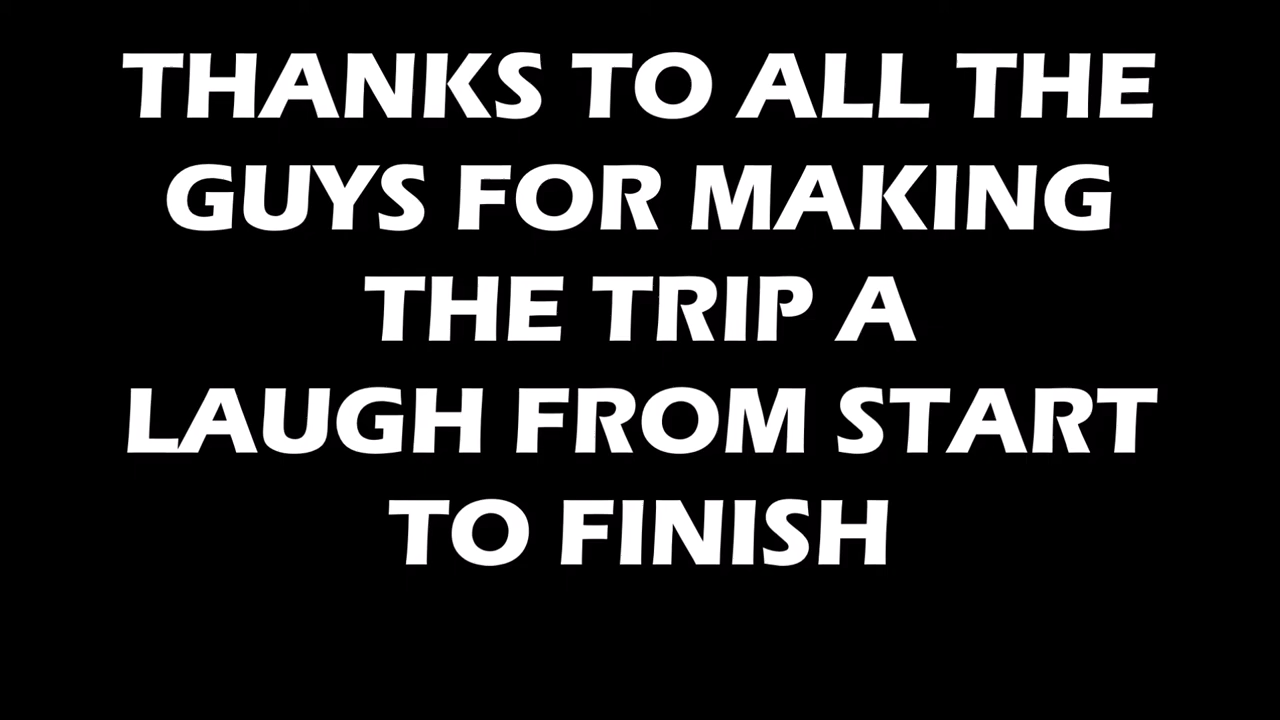 THANKS TO ALL THE
GUYS FOR MAKING
THE TRIP A
LAUGH FROM START
TO FINISH